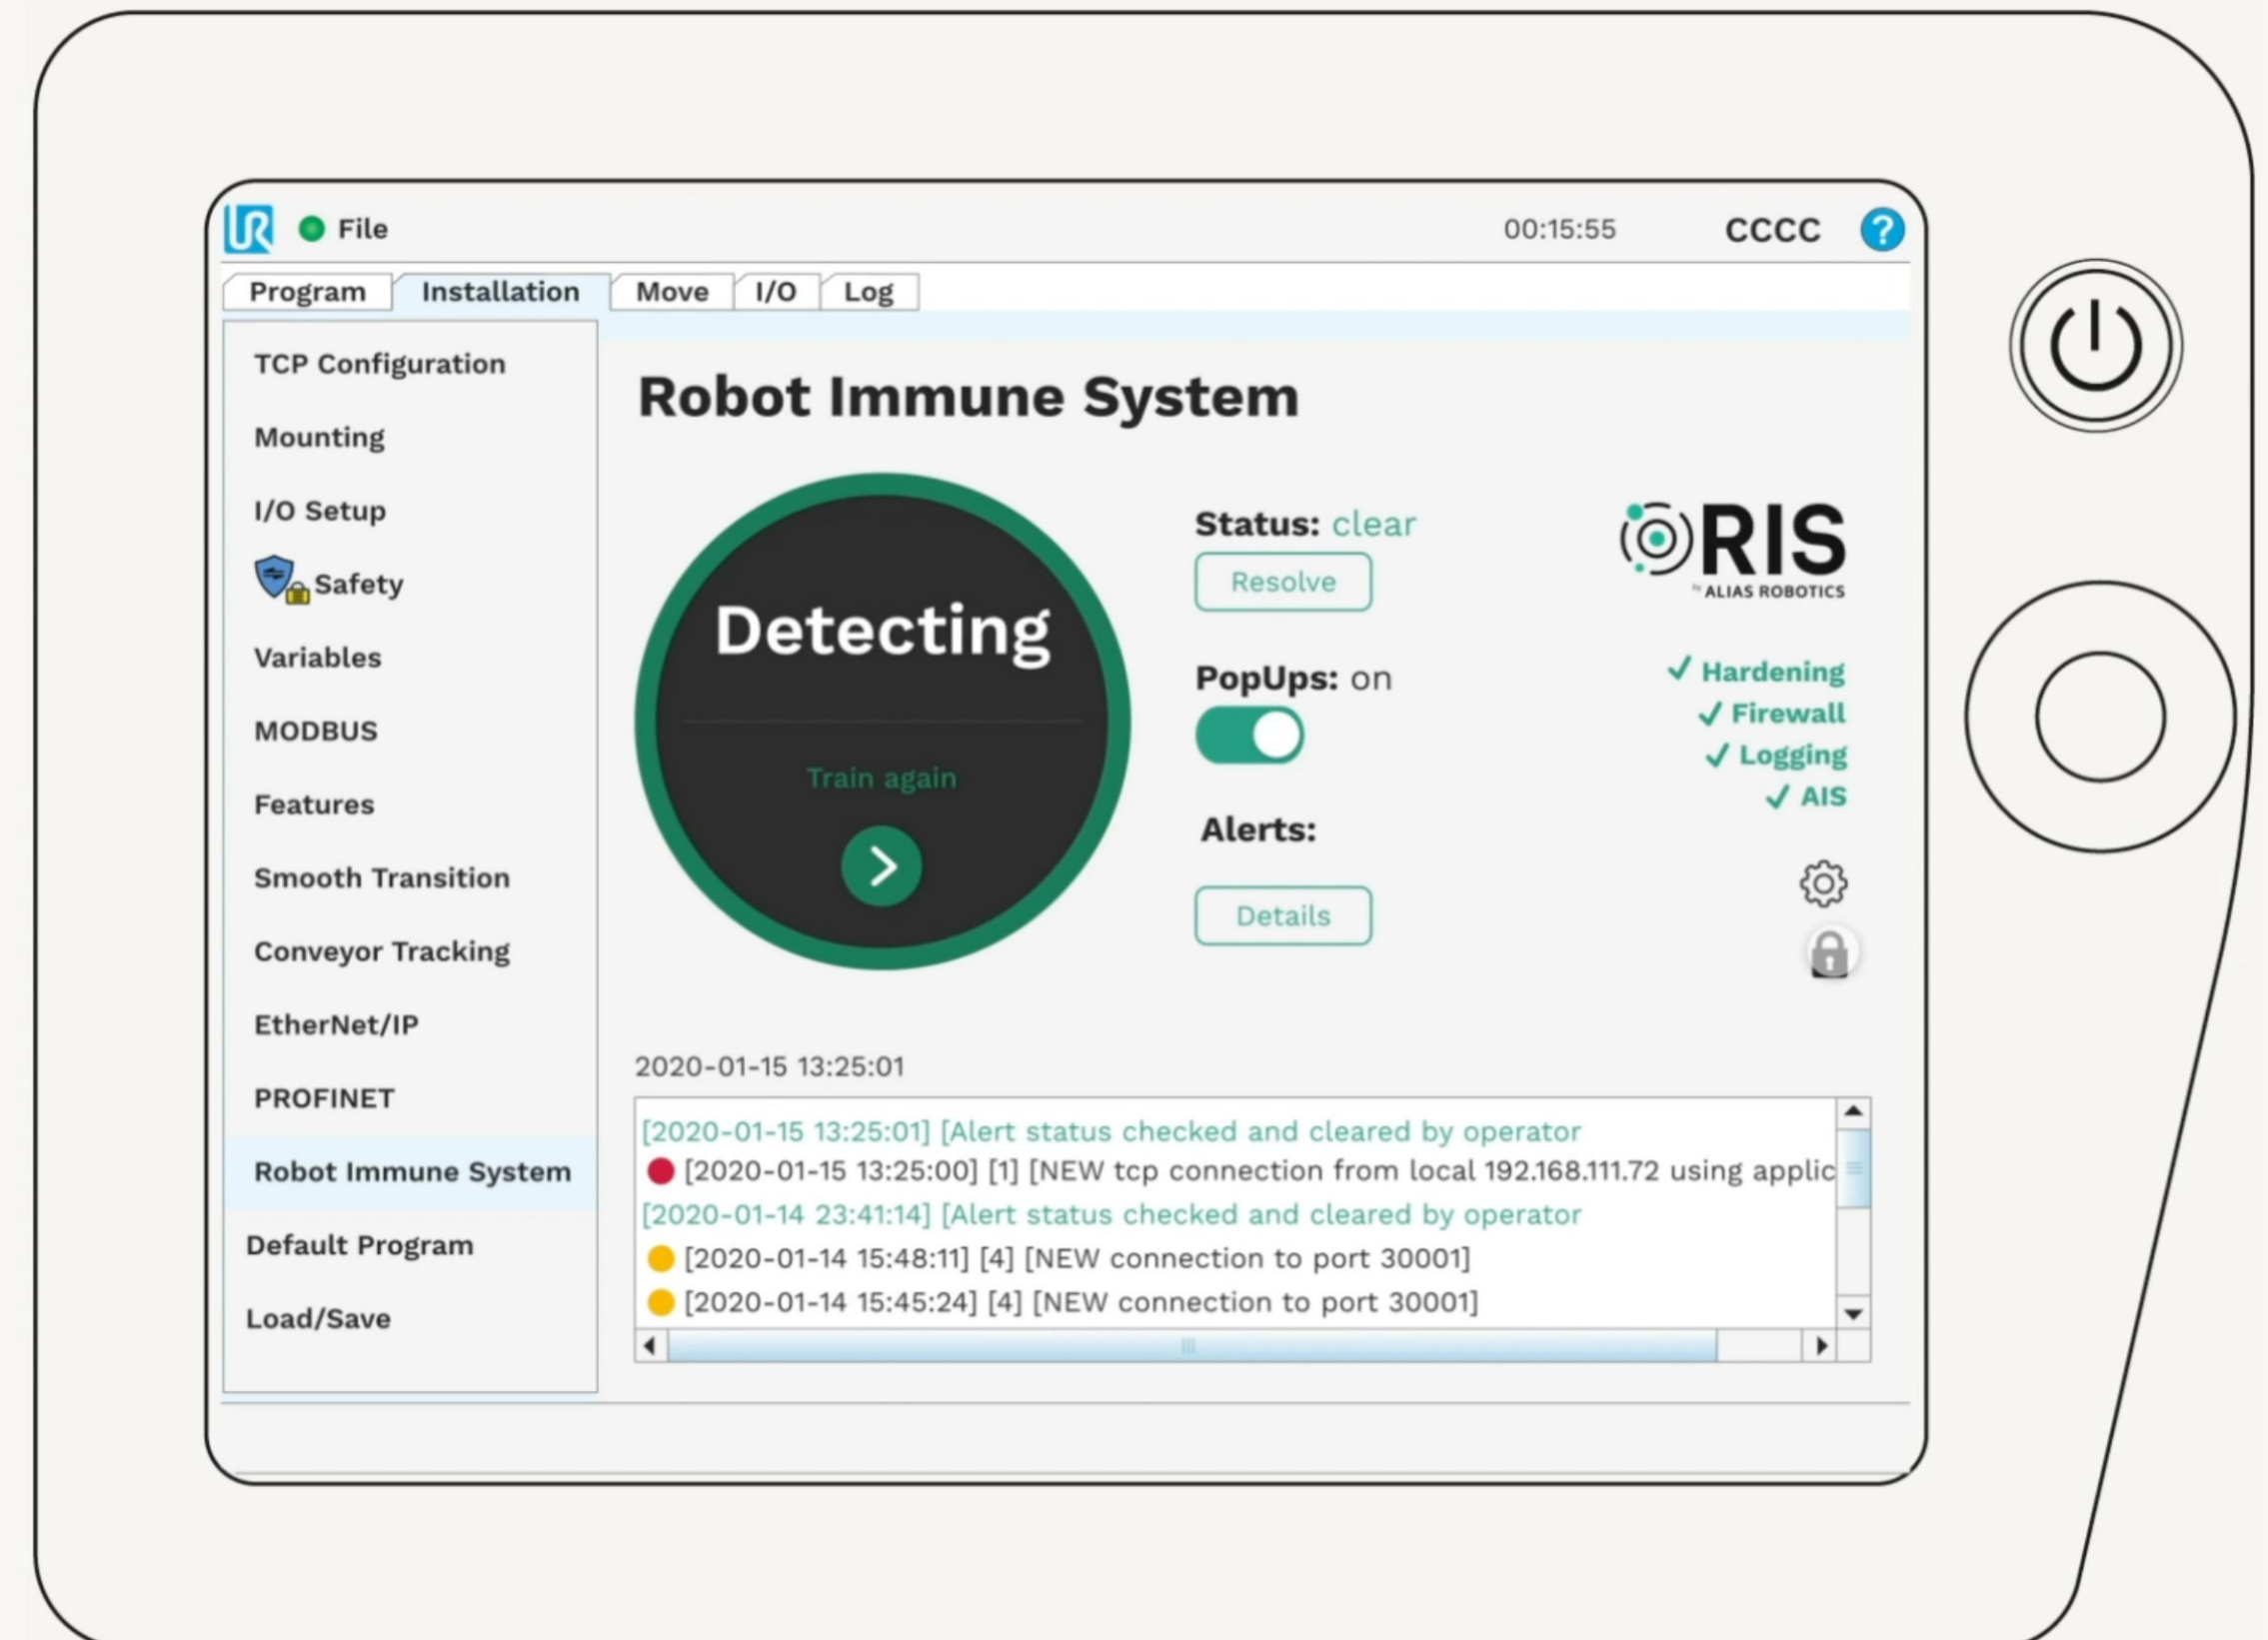 UR File 00:15:55 CCCC ?
Program Installation Move I/O Log
TCP Configuration
Mounting
I/O Setup
Safety
Variables
MODBUS
Features
Smooth Transition
Conveyor Tracking
EtherNet/IP
PROFINET
Robot Immune System
Default Program
Load/Save
Robot Immune System
Detecting
Train again
Status: clear
Resolve
PopUps: on
Alerts:
Details
RIS
by ALIAS ROBOTICS
✓ Hardening
✓ Firewall
✓ Logging
✓ AIS
2020-01-15 13:25:01
[2020-01-15 13:25:01] [Alert status checked and cleared by operator
[2020-01-15 13:25:00] [1] [NEW tcp connection from local 192.168.111.72 using applic
[2020-01-14 23:41:14] [Alert status checked and cleared by operator
[2020-01-14 15:48:11] [4] [NEW connection to port 30001]
[2020-01-14 15:45:24] [4] [NEW connection to port 30001]